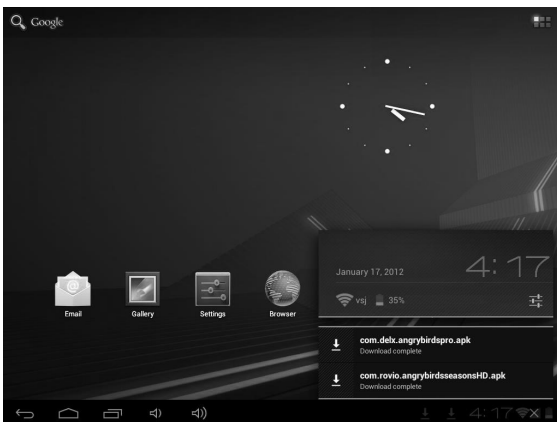 Google
January 17, 2012
4:17
vsj 35%
Email
Gallery
Settings
Browser
com.delx.angrybirdspro.apk
Download complete
com.rovio.angrybirdsseasonsHD.apk
Download complete
4:17